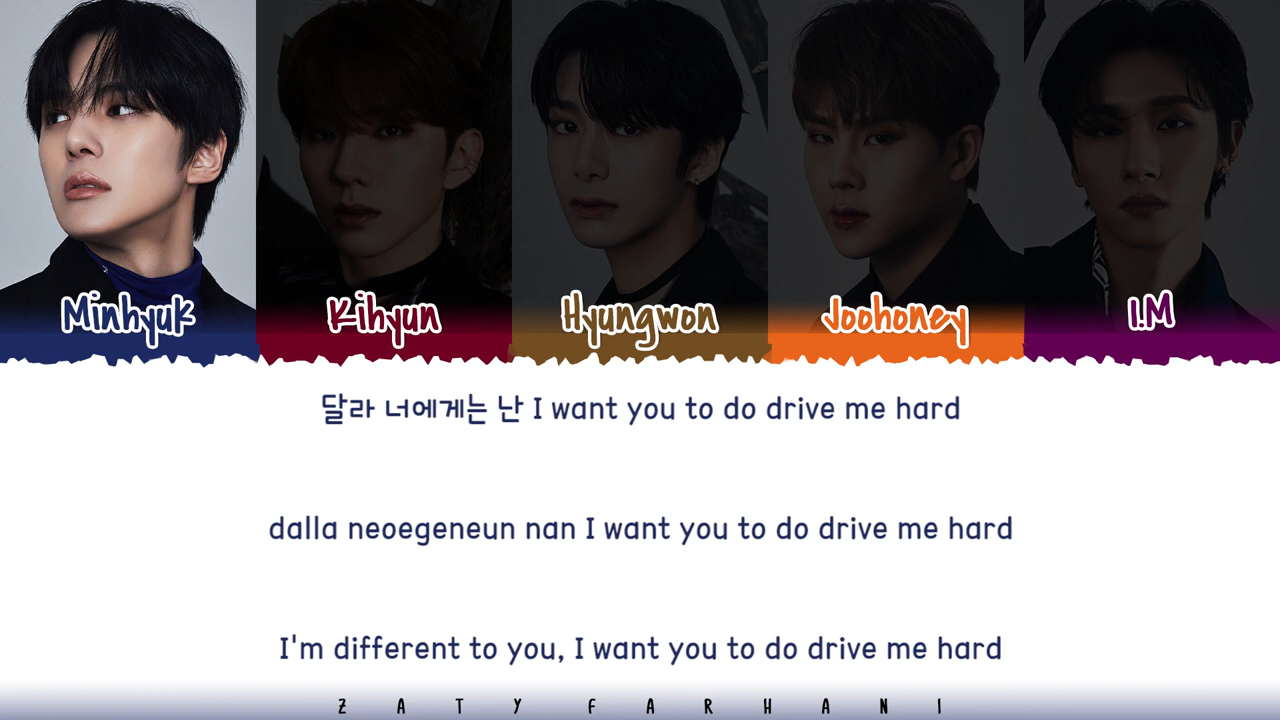 Minhyuk Kihyun Hyungwon Joohoney I.M
달라 너에게는 난 I want you to do drive me hard
dalla neoegeneun nan I want you to do drive me hard
I'm different to you, I want you to do drive me hard
ZATY FARHANI